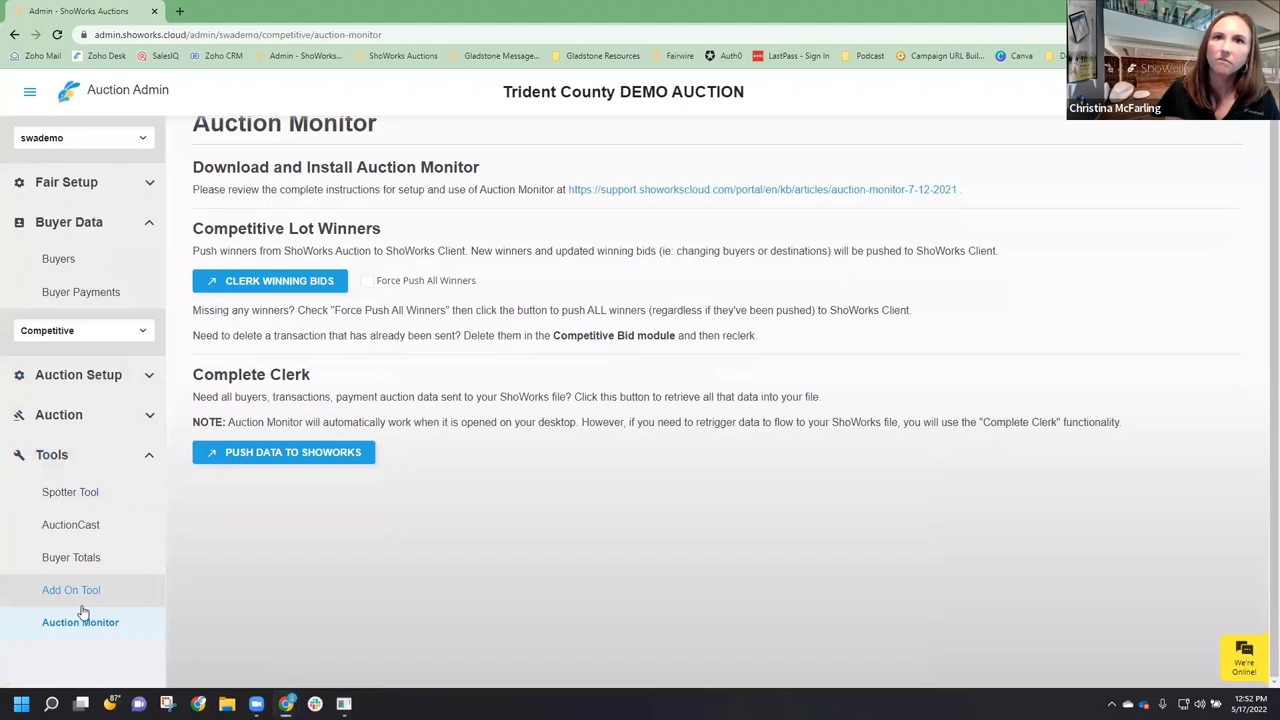 Admin - ShoWorks Auction
admin.showorks.cloud/admin/swademo/competitive/auction-monitor
Zoho Mail Zoho Desk SalesIQ Zoho CRM Admin - ShoWorks... ShoWorks Auctions Gladstone Message... Gladstone Resources Fairwire Auth0 LastPass - Sign In Podcast Campaign URL Buil... Canva
Auction Admin
Trident County DEMO AUCTION
Christina McFarling
swademo
Fair Setup
Buyer Data
Buyers
Buyer Payments
Competitive
Auction Setup
Auction
Tools
Spotter Tool
AuctionCast
Buyer Totals
Add On Tool
Auction Monitor
Auction Monitor
Download and Install Auction Monitor
Please review the complete instructions for setup and use of Auction Monitor at https://support.showorkscloud.com/portal/en/kb/articles/auction-monitor-7-12-2021 .
Competitive Lot Winners
Push winners from ShoWorks Auction to ShoWorks Client. New winners and updated winning bids (ie: changing buyers or destinations) will be pushed to ShoWorks Client.
CLERK WINNING BIDS Force Push All Winners
Missing any winners? Check "Force Push All Winners" then click the button to push ALL winners (regardless if they've been pushed) to ShoWorks Client.
Need to delete a transaction that has already been sent? Delete them in the Competitive Bid module and then reclerk.
Complete Clerk
Need all buyers, transactions, payment auction data sent to your ShoWorks file? Click this button to retrieve all that data into your file.
NOTE: Auction Monitor will automatically work when it is opened on your desktop. However, if you need to retrigger data to flow to your ShoWorks file, you will use the "Complete Clerk" functionality.
PUSH DATA TO SHOWORKS
We're
Online!
87°
12:52 PM
5/17/2022